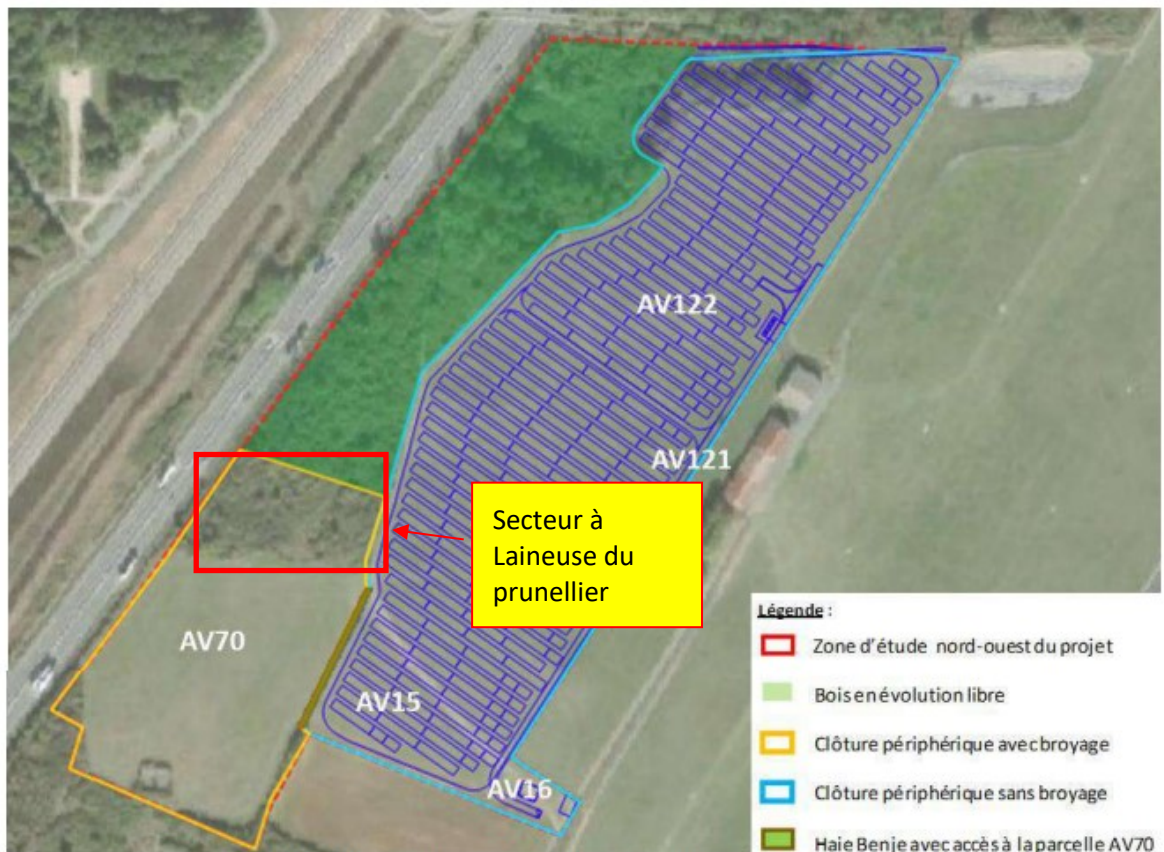 AV122
AV121
Secteur à
Laineuse du
prunellier
AV70
AV15
AV16
Légende :
Zone d'étude nord-ouest du projet
Bois en évolution libre
Clôture périphérique avec broyage
Clôture périphérique sans broyage
Haie Benje avec accès à la parcelle AV70